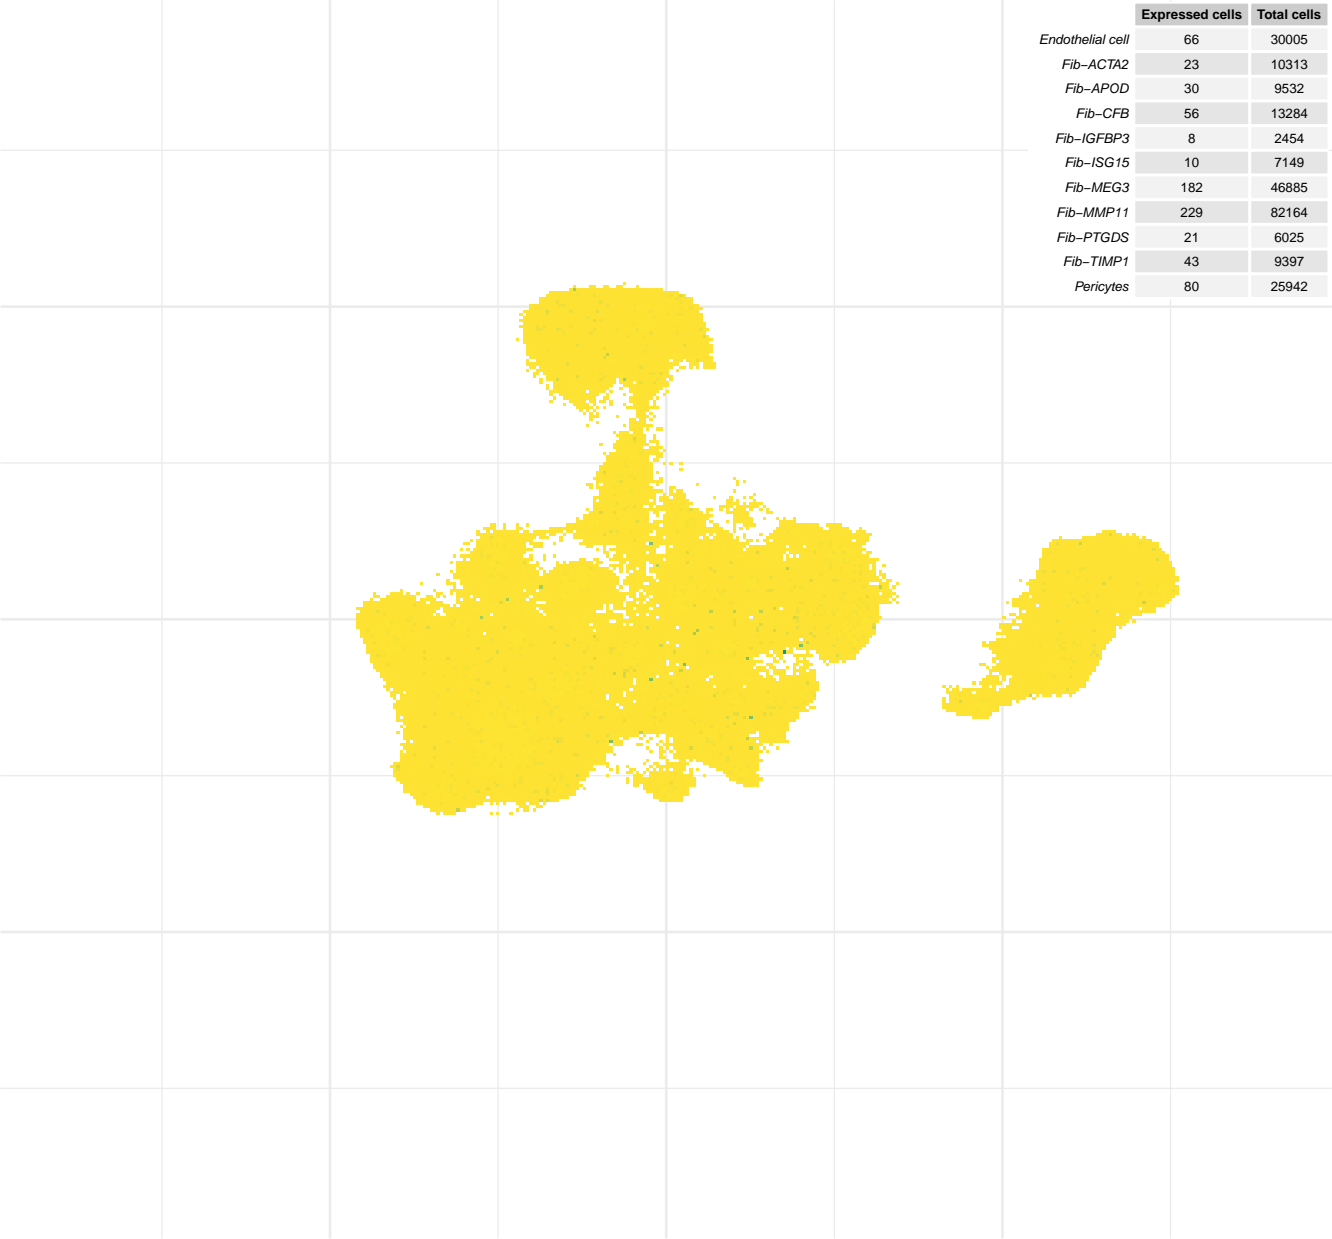 Expressed cells Total cells
Endothelial cell 66 30005
Fib−ACTA2 23 10313
Fib−APOD 30 9532
Fib−CFB 56 13284
Fib−IGFBP3 8 2454
Fib−ISG15 10 7149
Fib−MEG3 182 46885
Fib−MMP11 229 82164
Fib−PTGDS 21 6025
Fib−TIMP1 43 9397
Pericytes 80 25942